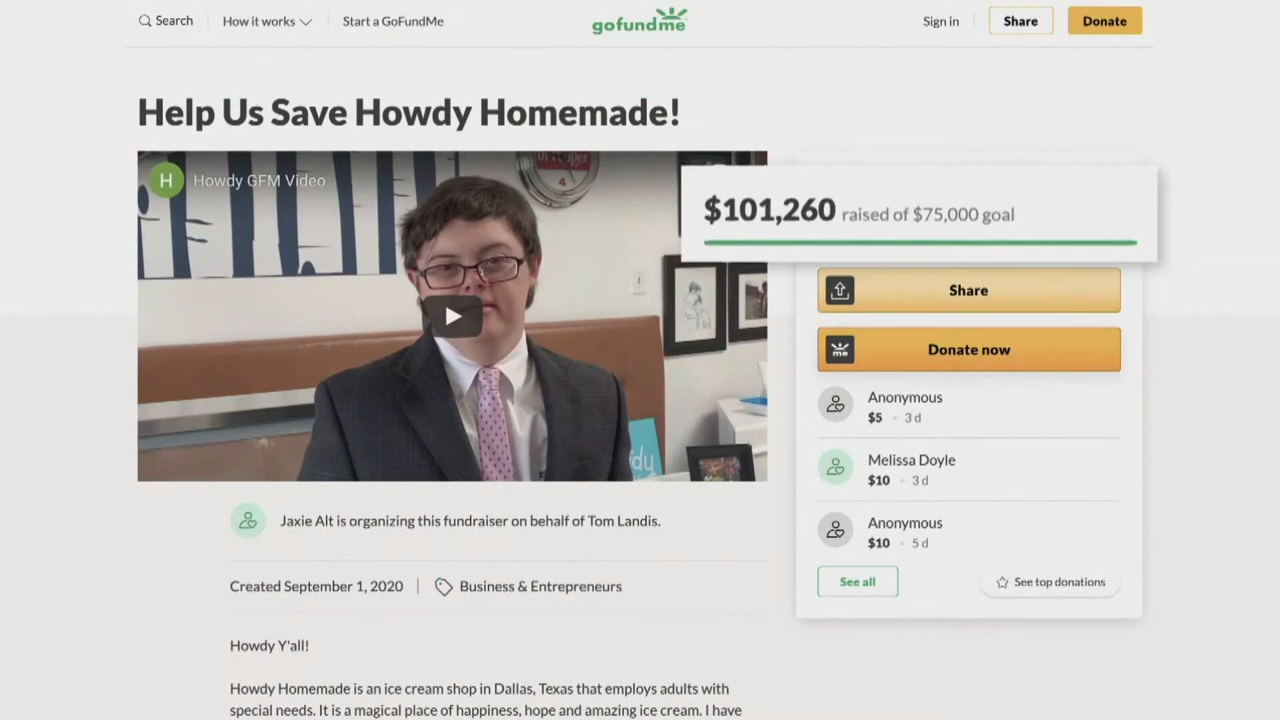 Search
How it works
Start a GoFundMe
gofundme
Sign in
Share
Donate
Help Us Save Howdy Homemade!
H
Howdy GFM Video
4
$101,260 raised of $75,000 goal
Share
me
Donate now
Anonymous
$5 • 3 d
Melissa Doyle
$10 • 3 d
Anonymous
$10 • 5 d
See all
See top donations
dy
Jaxie Alt is organizing this fundraiser on behalf of Tom Landis.
Created September 1, 2020 | Business & Entrepreneurs
Howdy Y'all!
Howdy Homemade is an ice cream shop in Dallas, Texas that employs adults with
special needs. It is a magical place of happiness, hope and amazing ice cream. I have